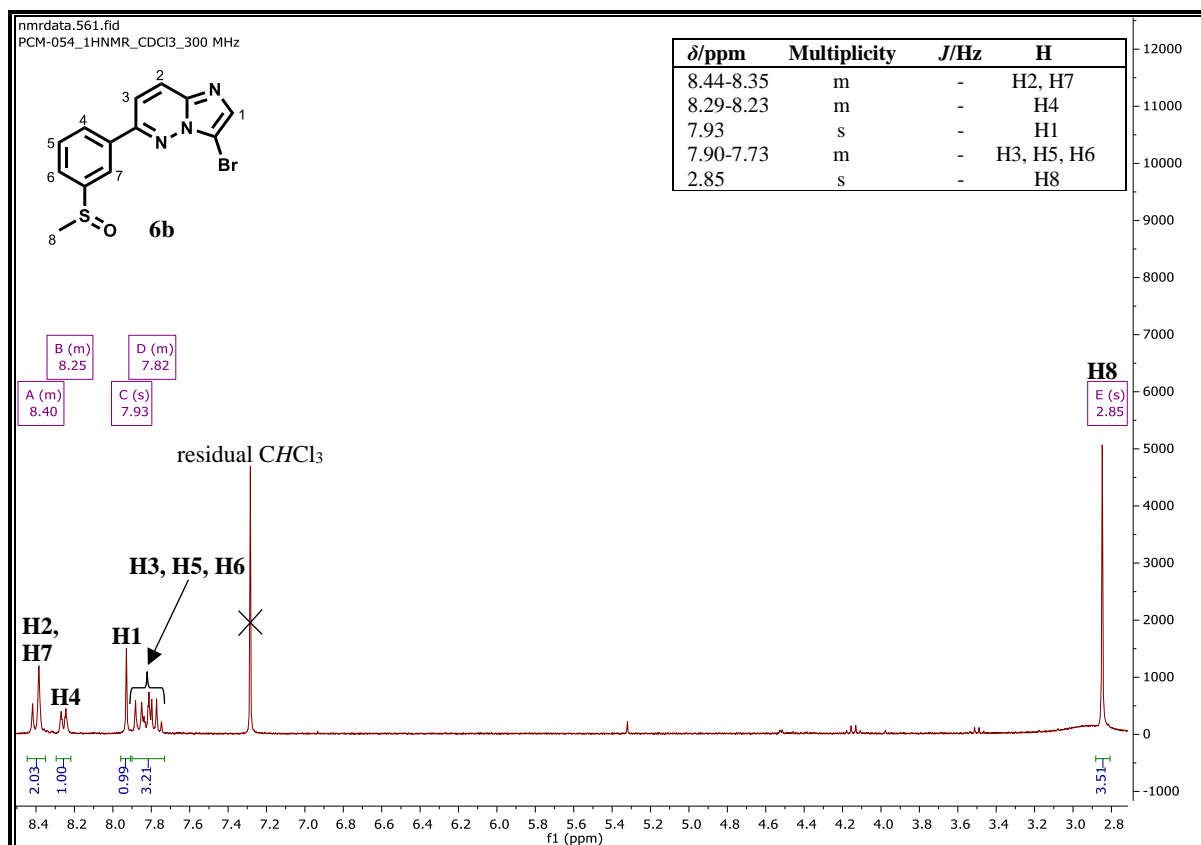 nmrdata.561.fid
PCM-054_1HNMR_CDCl3_300 MHz
δ/ppm Multiplicity J/Hz H
8.44-8.35 m - H2, H7
8.29-8.23 m - H4
7.93 s - H1
7.90-7.73 m - H3, H5, H6
2.85 s - H8
2
3
N
1
4
N
N
5
Br
6
7
S
O
8
6b
B (m)
8.25
D (m)
7.82
A (m)
8.40
C (s)
7.93
H8
E (s)
2.85
residual CHCl₃
H3, H5, H6
H2,
H7
H4
H1
2.03
1.00
0.99
3.21
3.51
12000
11000
10000
9000
8000
7000
6000
5000
4000
3000
2000
1000
0
-1000
8.4 8.2 8.0 7.8 7.6 7.4 7.2 7.0 6.8 6.6 6.4 6.2 6.0 5.8 5.6 5.4 5.2 5.0 4.8 4.6 4.4 4.2 4.0 3.8 3.6 3.4 3.2 3.0 2.8
f1 (ppm)